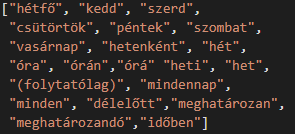 ["hétfő", "kedd", "szerd",
"csütörtök", "péntek", "szombat",
"vasárnap", "hetenként", "hét",
"óra", "órán","órá" "heti", "het",
"(folytatólag)", "mindennap",
"minden", "délelőtt","meghatározan",
"meghatározandó","időben"]